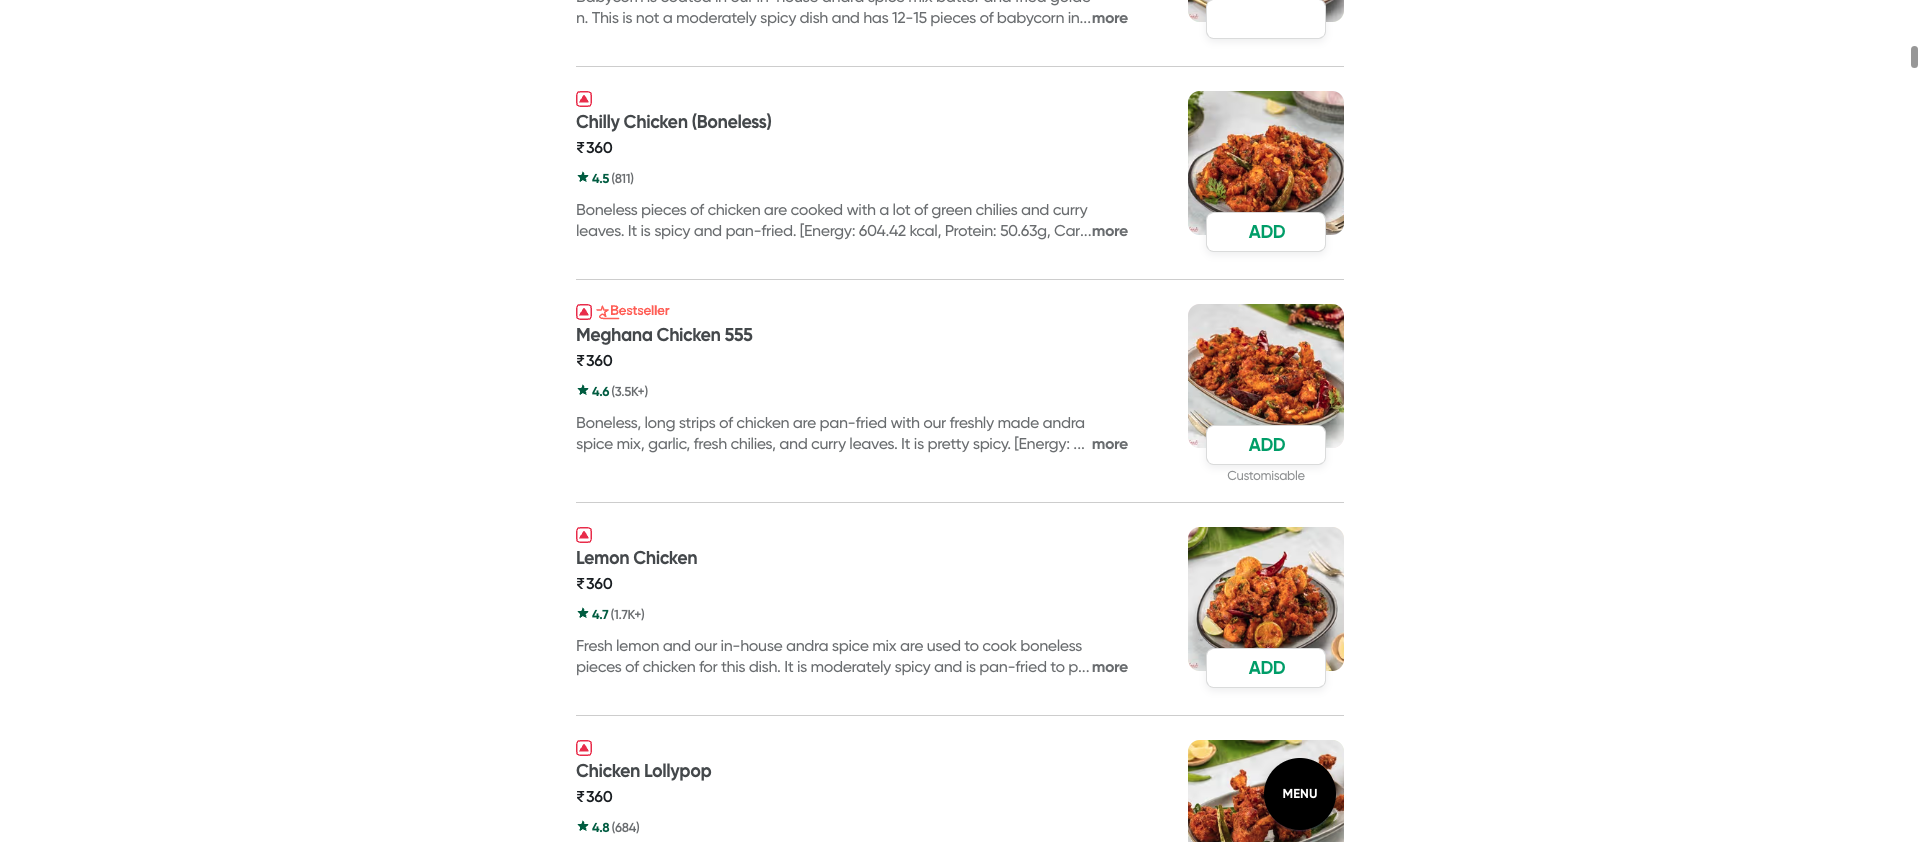 n. This is not a moderately spicy dish and has 12-15 pieces of babycorn in...more
Chilly Chicken (Boneless)
₹360
4.5 (811)
Boneless pieces of chicken are cooked with a lot of green chilies and curry
leaves. It is spicy and pan-fried. [Energy: 604.42 kcal, Protein: 50.63g, Car...more
ADD
Bestseller
Meghana Chicken 555
₹360
4.6 (3.5K+)
Boneless, long strips of chicken are pan-fried with our freshly made andra
spice mix, garlic, fresh chilies, and curry leaves. It is pretty spicy. [Energy: ... more
ADD
Customisable
Lemon Chicken
₹360
4.7 (1.7K+)
Fresh lemon and our in-house andra spice mix are used to cook boneless
pieces of chicken for this dish. It is moderately spicy and is pan-fried to p... more
ADD
Chicken Lollypop
₹360
4.8 (684)
MENU